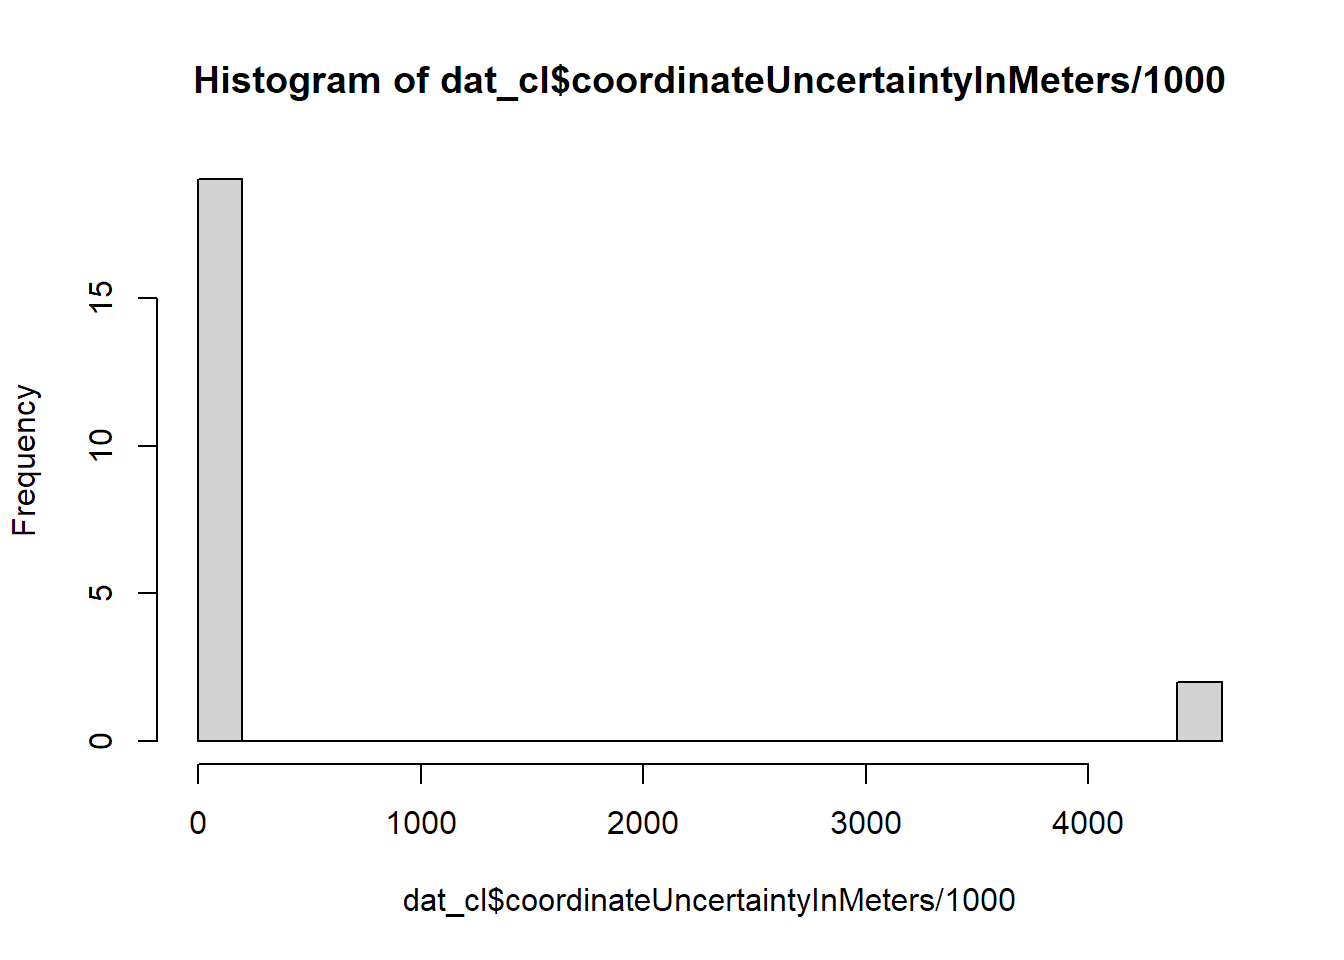 Histogram of dat_cl$coordinateUncertaintyInMeters/1000
Frequency
15
10
5
0
0 1000 2000 3000 4000
dat_cl$coordinateUncertaintyInMeters/1000